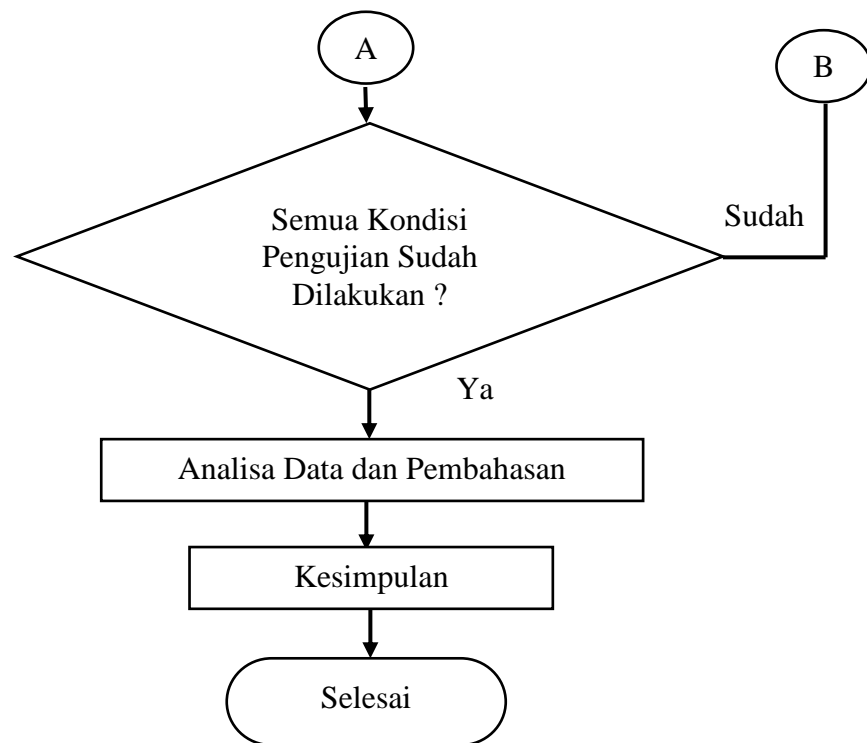 A
B
Semua Kondisi
Pengujian Sudah
Dilakukan ?
Sudah
Ya
Analisa Data dan Pembahasan
Kesimpulan
Selesai